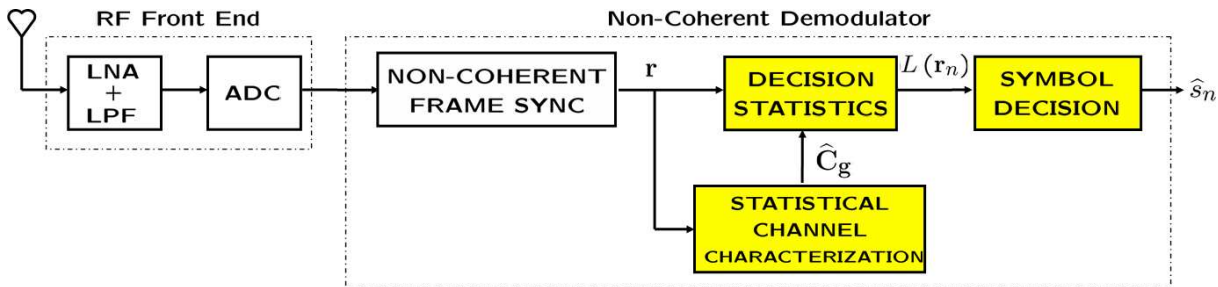 RF Front End
Non-Coherent Demodulator
LNA
+
LPF
ADC
NON-COHERENT
FRAME SYNC
r
DECISION
STATISTICS
L (r_n)
SYMBOL
DECISION
ŝ_n
Ĉ_g
STATISTICAL
CHANNEL
CHARACTERIZATION